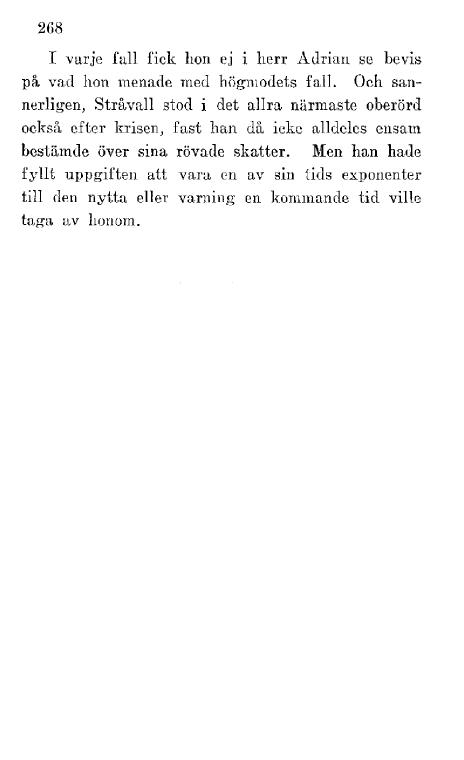 268
I varje fall fick hon ej i herr Adrian se bevis
på vad hon menade med högmodets fall. Och san-
nerligen, Stråvall stod i det allra närmaste oberörd
också efter krisen, fast han då icke alldeles ensam
bestämde över sina rövade skatter. Men han hade
fyllt uppgiften att vara en av sin tids exponenter
till den nytta eller varning en kommande tid ville
taga av honom.